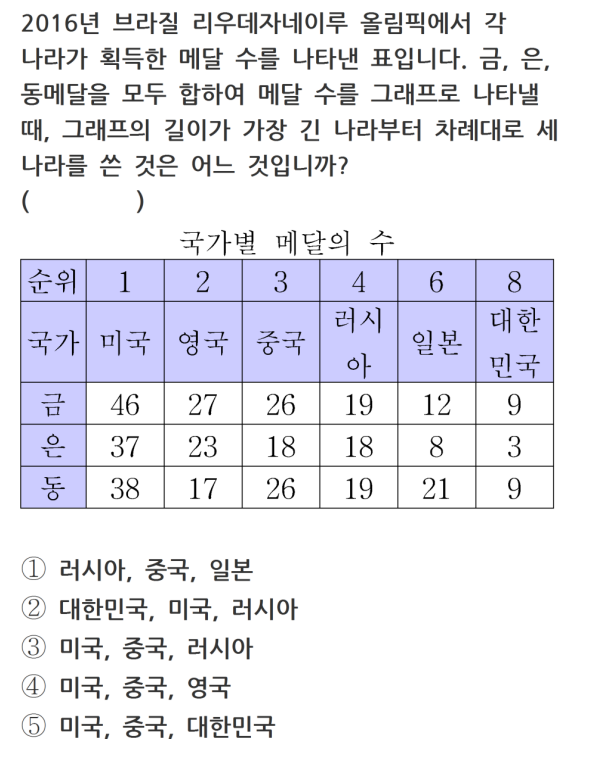 2016년 브라질 리우데자네이루 올림픽에서 각
나라가 획득한 메달 수를 나타낸 표입니다. 금, 은,
동메달을 모두 합하여 메달 수를 그래프로 나타낼
때, 그래프의 길이가 가장 긴 나라부터 차례대로 세
나라를 쓴 것은 어느 것입니까?
( )
국가별 메달의 수
순위 1 2 3 4 6 8
국가 미국 영국 중국 러시아 일본 대한민국
금 46 27 26 19 12 9
은 37 23 18 18 8 3
동 38 17 26 19 21 9
① 러시아, 중국, 일본
② 대한민국, 미국, 러시아
③ 미국, 중국, 러시아
④ 미국, 중국, 영국
⑤ 미국, 중국, 대한민국